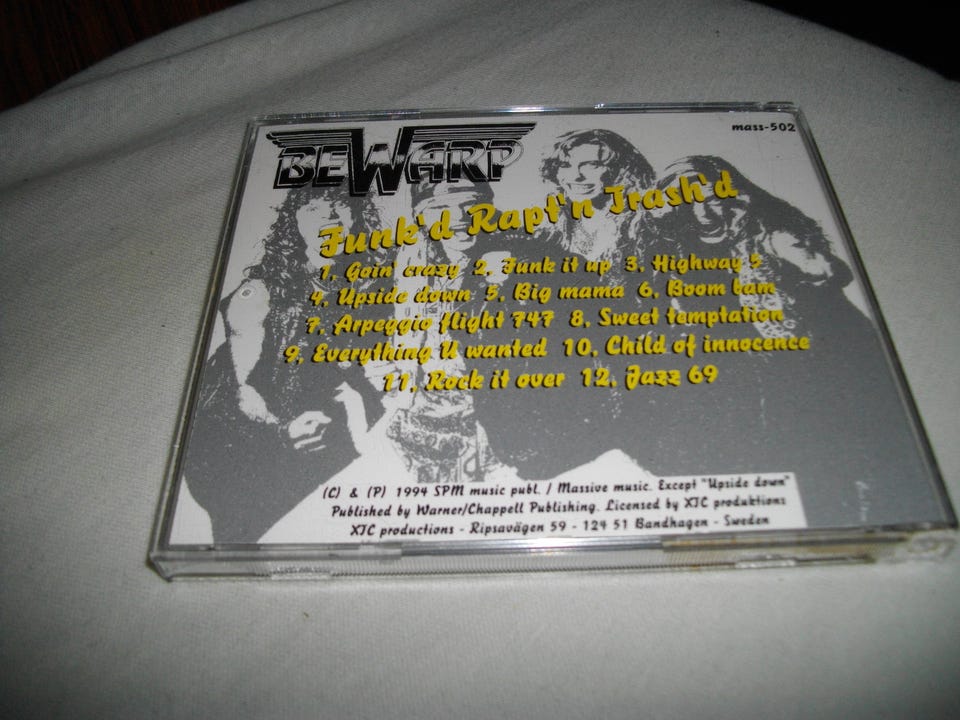 BEWARP
mass-502
Funk'd Rapt'n Trash'd
1. Goin' crazy 2. Funk it up 3. Highway 5
4. Upside down 5. Big mama 6. Boom bam
7. Arpeggio flight 747 8. Sweet temptation
9. Everything U wanted 10. Child of innocence
11. Rock it over 12. Jazz 69
(C) & (P) 1994 SPM music publ. / Massive music. Except "Upside down"
Published by Warner/Chappell Publishing. Licensed by XTC produktions
XTC productions - Ripsavägen 59 - 124 51 Bandhagen - Sweden